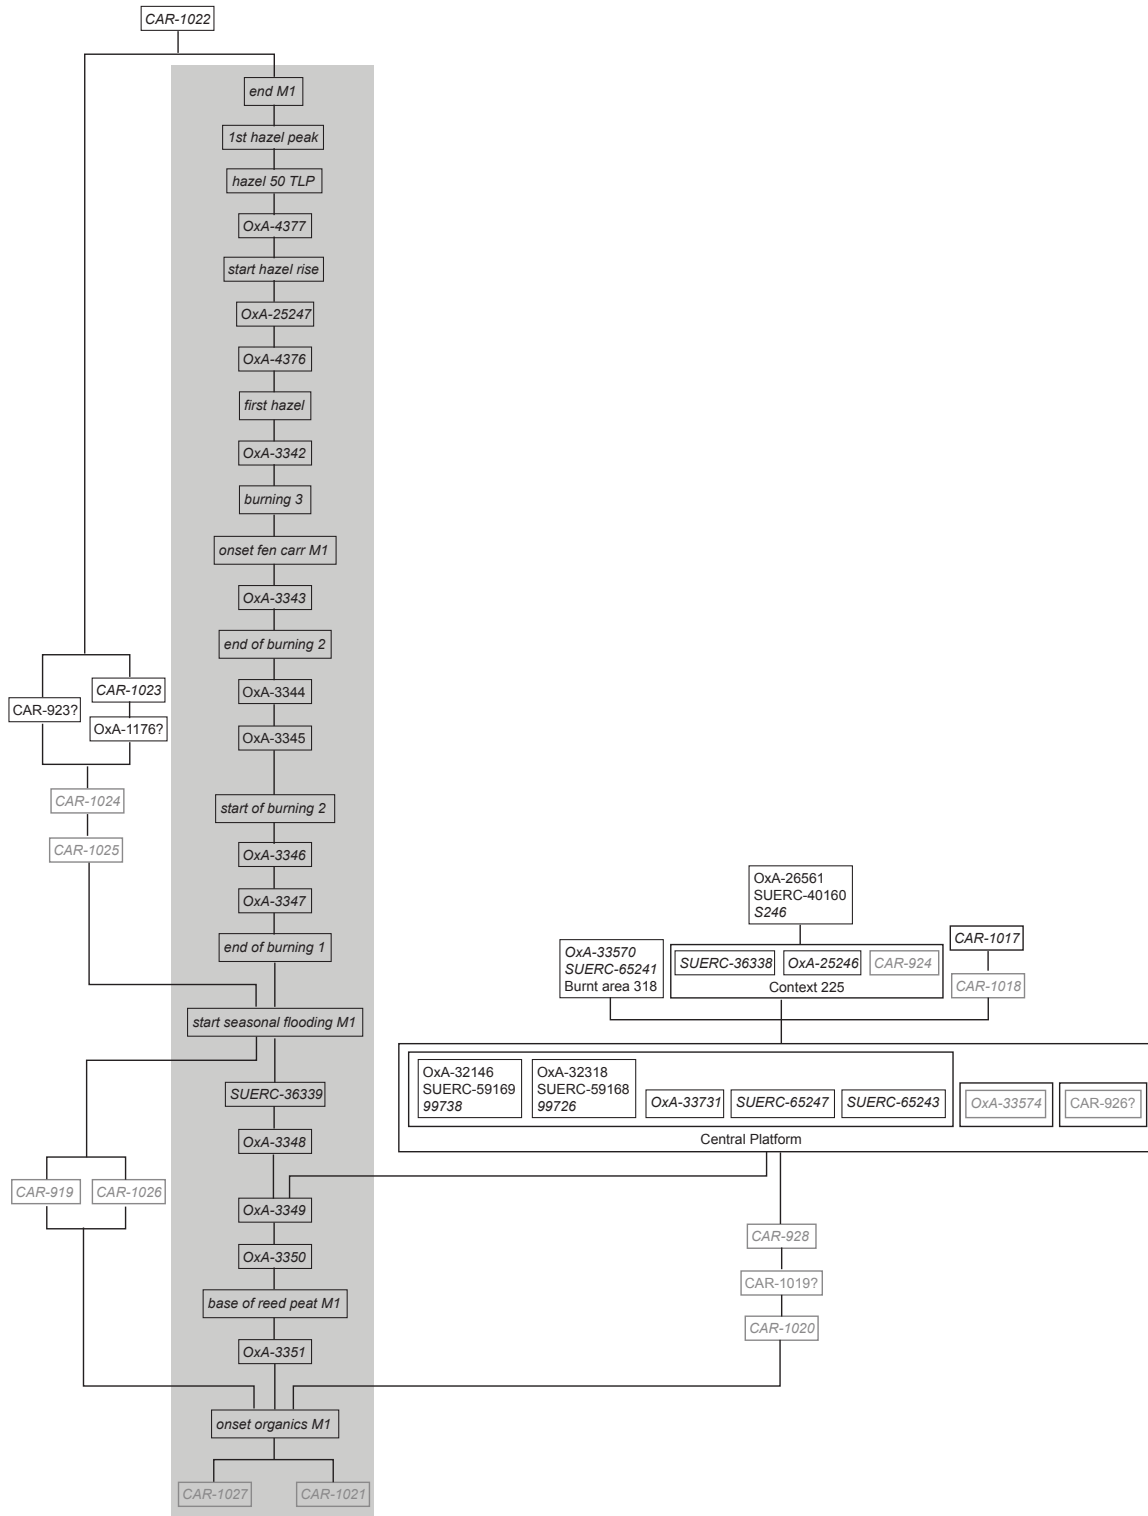 CAR-1022
end M1
1st hazel peak
hazel 50 TLP
OxA-4377
start hazel rise
OxA-25247
OxA-4376
first hazel
OxA-3342
burning 3
onset fen carr M1
OxA-3343
end of burning 2
CAR-923?
CAR-1023
OxA-1176?
OxA-3344
OxA-3345
CAR-1024
CAR-1025
start of burning 2
OxA-3346
OxA-3347
end of burning 1
OxA-26561
SUERC-40160
S246
OxA-33570
SUERC-65241
Burnt area 318
SUERC-36338
OxA-25246
CAR-924
Context 225
CAR-1017
CAR-1018
start seasonal flooding M1
OxA-32146
SUERC-59169
99738
OxA-32318
SUERC-59168
99726
OxA-33731
SUERC-65247
SUERC-65243
OxA-33574
CAR-926?
Central Platform
SUERC-36339
OxA-3348
CAR-919
CAR-1026
OxA-3349
OxA-3350
base of reed peat M1
OxA-3351
CAR-928
CAR-1019?
CAR-1020
onset organics M1
CAR-1027
CAR-1021